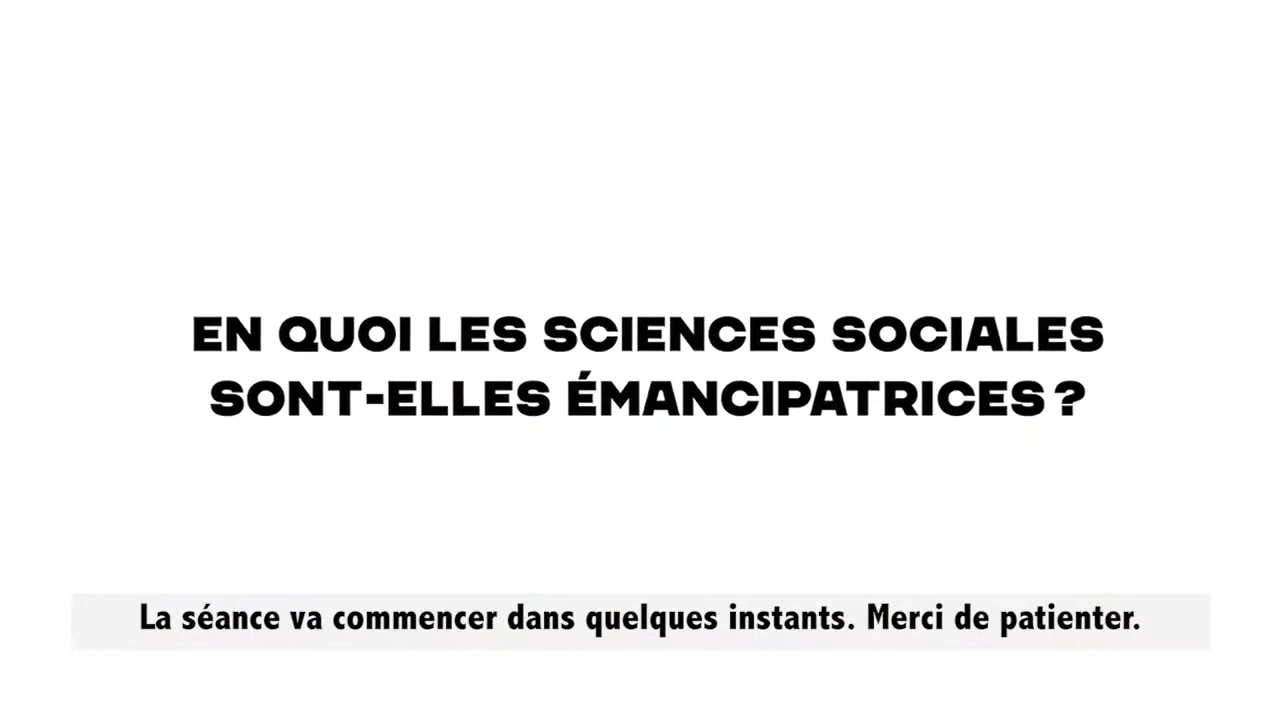 EN QUOI LES SCIENCES SOCIALES
SONT-ELLES ÉMANCIPATRICES ?
La séance va commencer dans quelques instants. Merci de patienter.